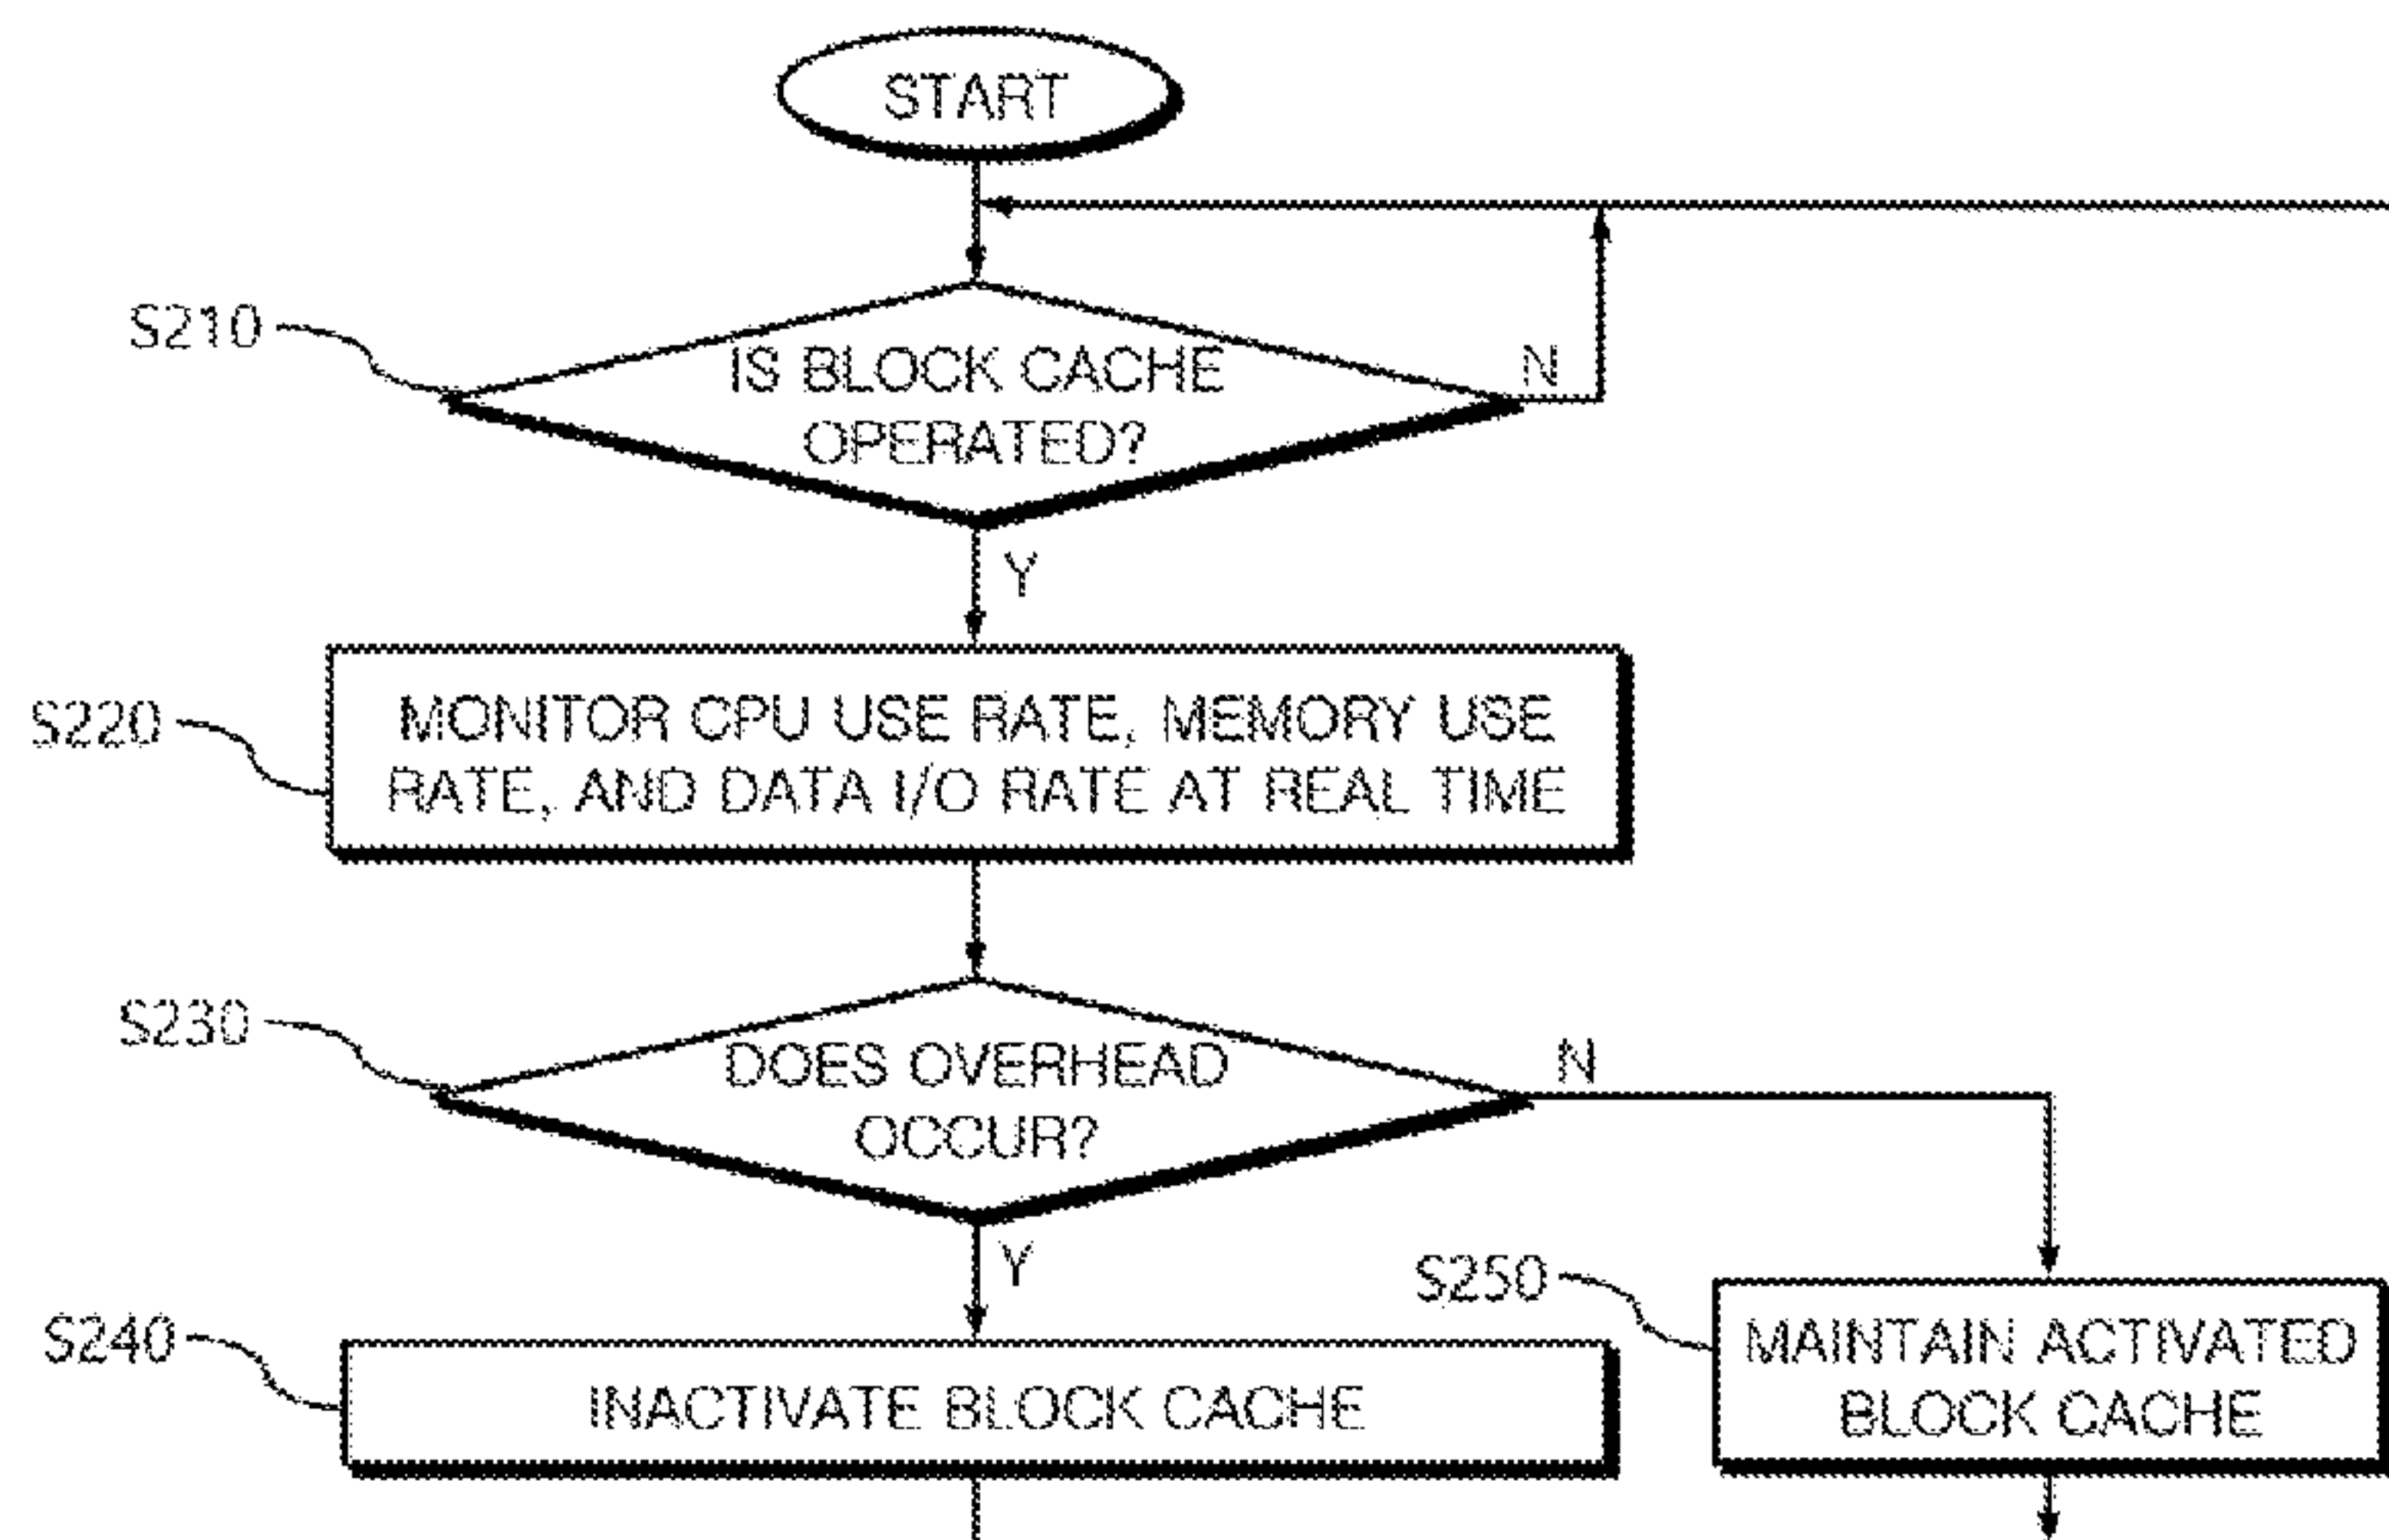 START
S210
IS BLOCK CACHE
OPERATED?
N
Y
S220
MONITOR CPU USE RATE, MEMORY USE
RATE, AND DATA I/O RATE AT REAL TIME
S230
DOES OVERHEAD
OCCUR?
N
Y
S240
INACTIVATE BLOCK CACHE
S250
MAINTAIN ACTIVATED
BLOCK CACHE